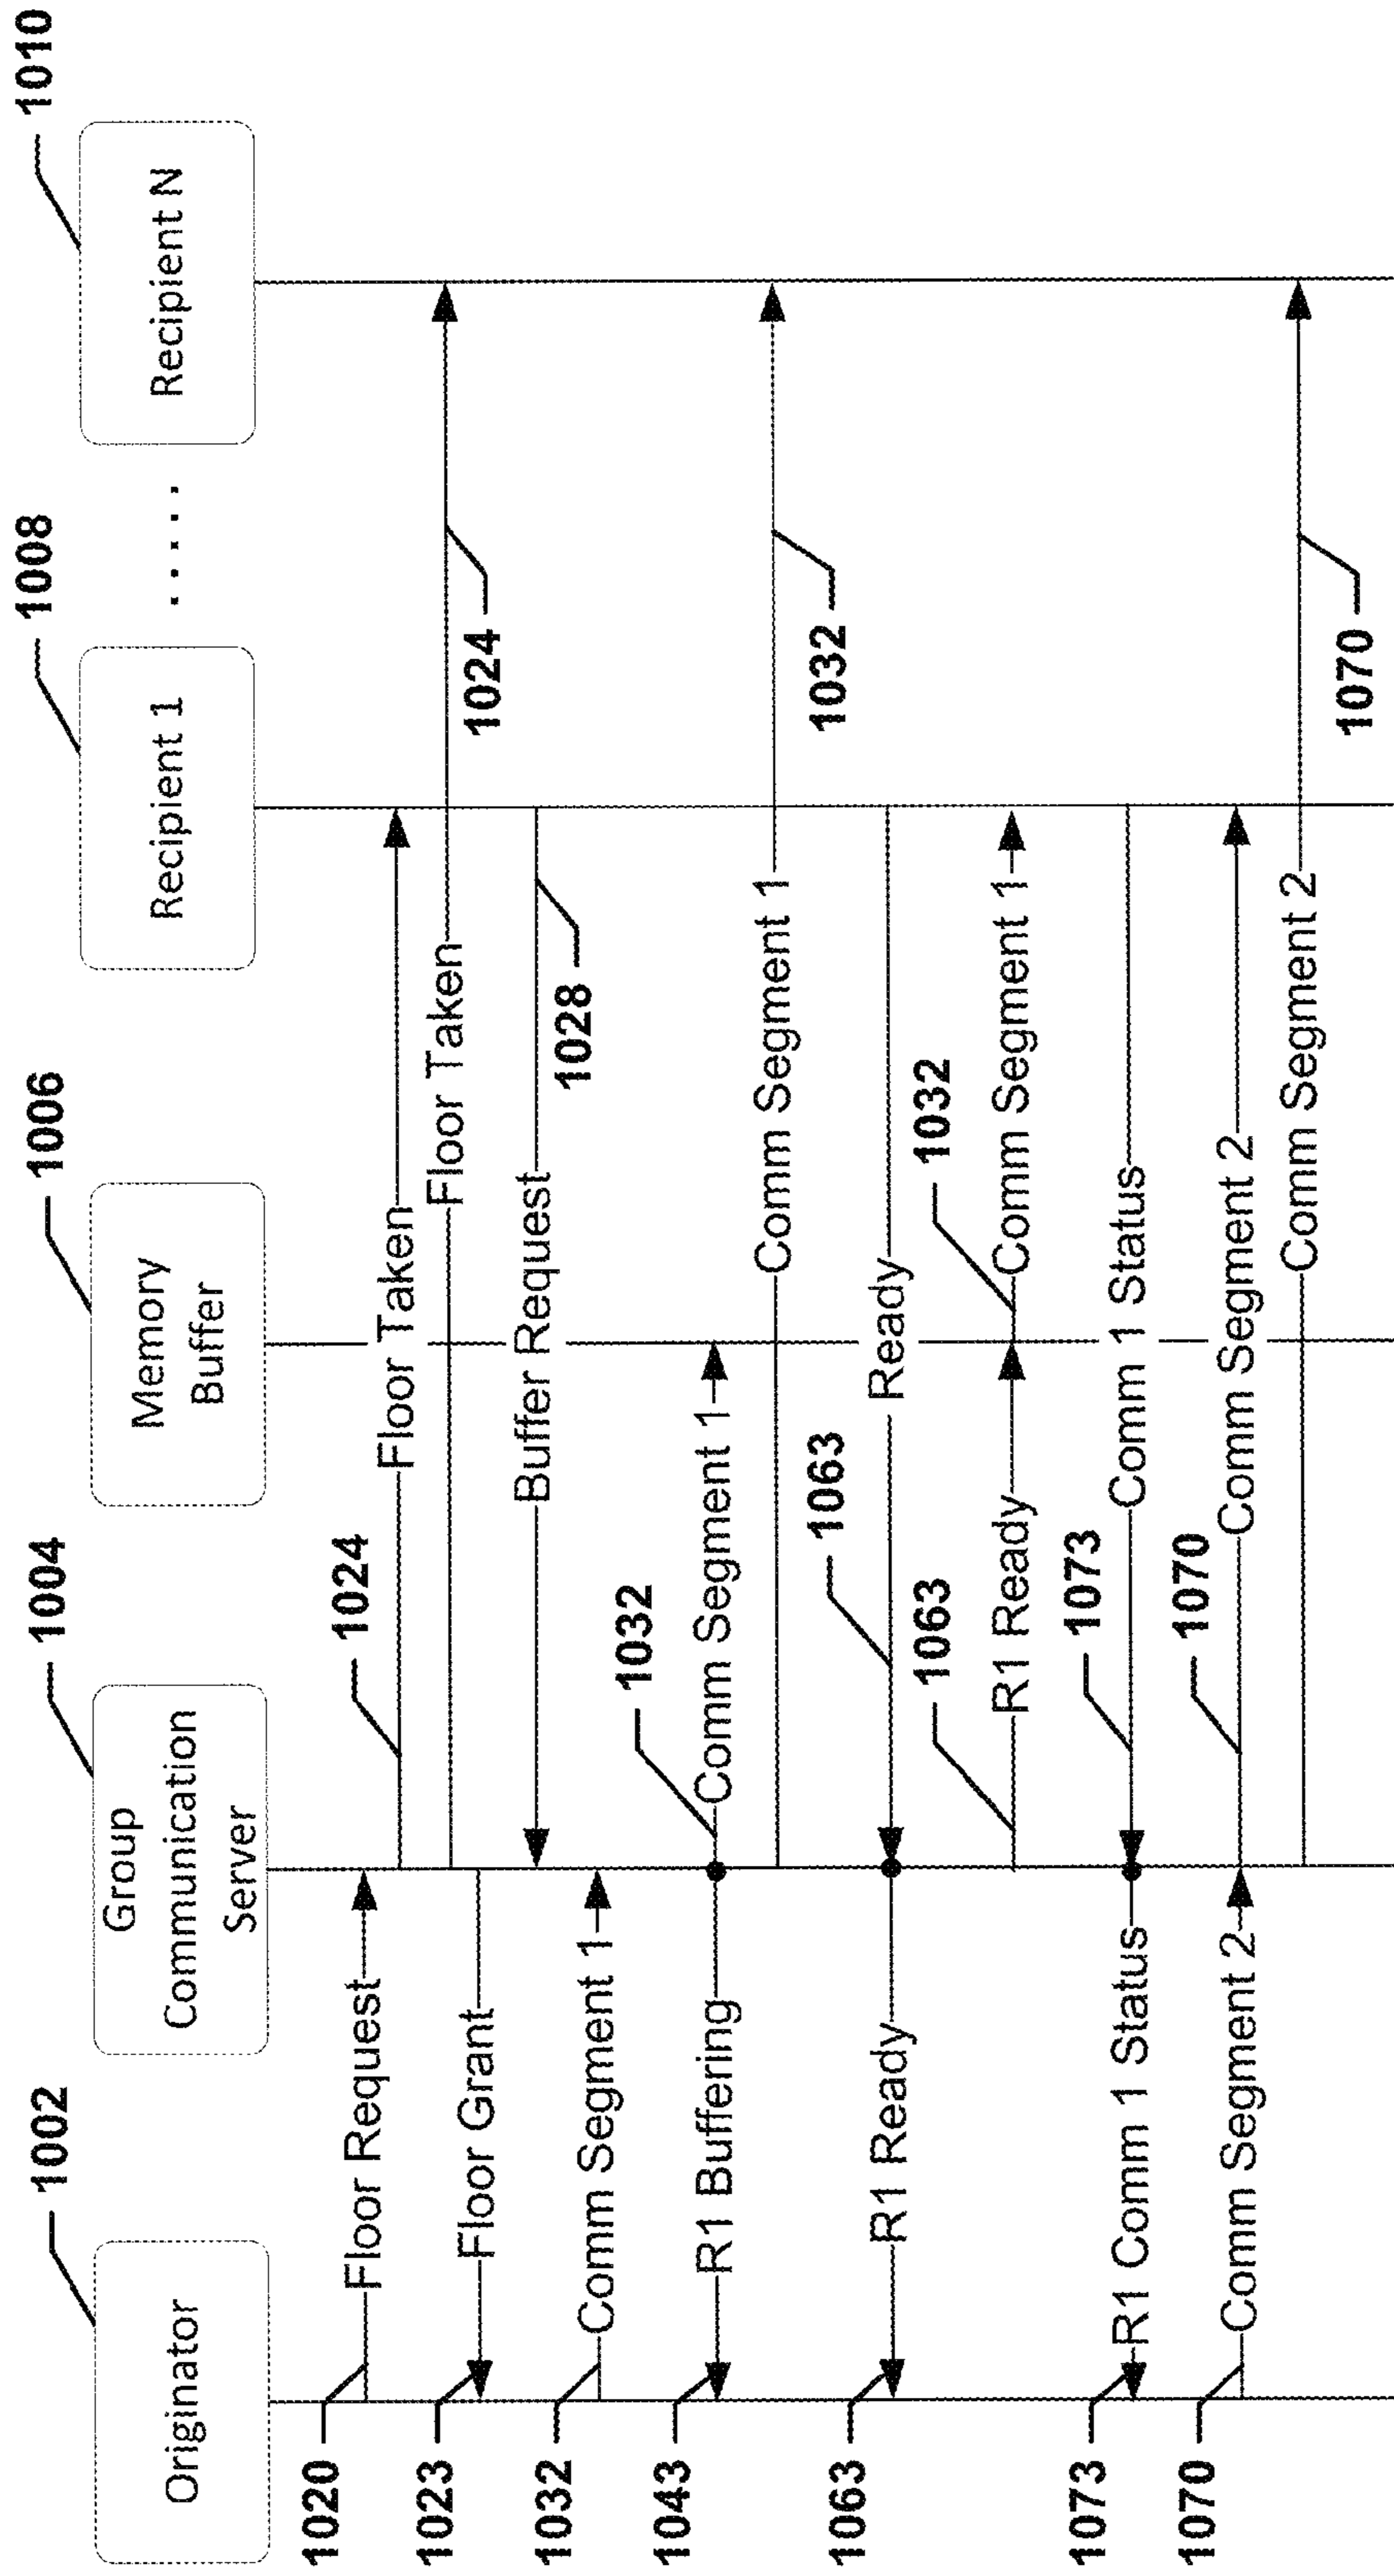 1002
1004
1006
1008
1010
Originator
Group
Communication
Server
Memory
Buffer
Recipient 1
. . . . .
Recipient N
1020
Floor Request
1024
Floor Taken
Floor Taken
1024
1023
Floor Grant
Buffer Request
1028
1032
Comm Segment 1
1043
R1 Buffering
1032
Comm Segment 1
Comm Segment 1
1032
1063
R1 Ready
1063
Ready
1063
R1 Ready
1032
Comm Segment 1
1073
R1 Comm 1 Status
1073
Comm 1 Status
1070
Comm Segment 2
1070
Comm Segment 2
Comm Segment 2
1070